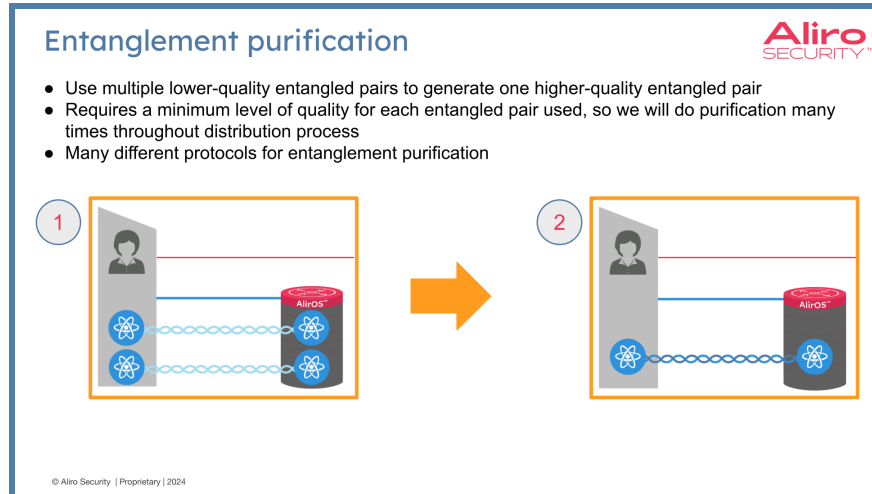 Entanglement purification
Aliro
SECURITY™
● Use multiple lower-quality entangled pairs to generate one higher-quality entangled pair
● Requires a minimum level of quality for each entangled pair used, so we will do purification many
times throughout distribution process
● Many different protocols for entanglement purification
1
2
AlirOS™
AlirOS™
© Aliro Security | Proprietary | 2024